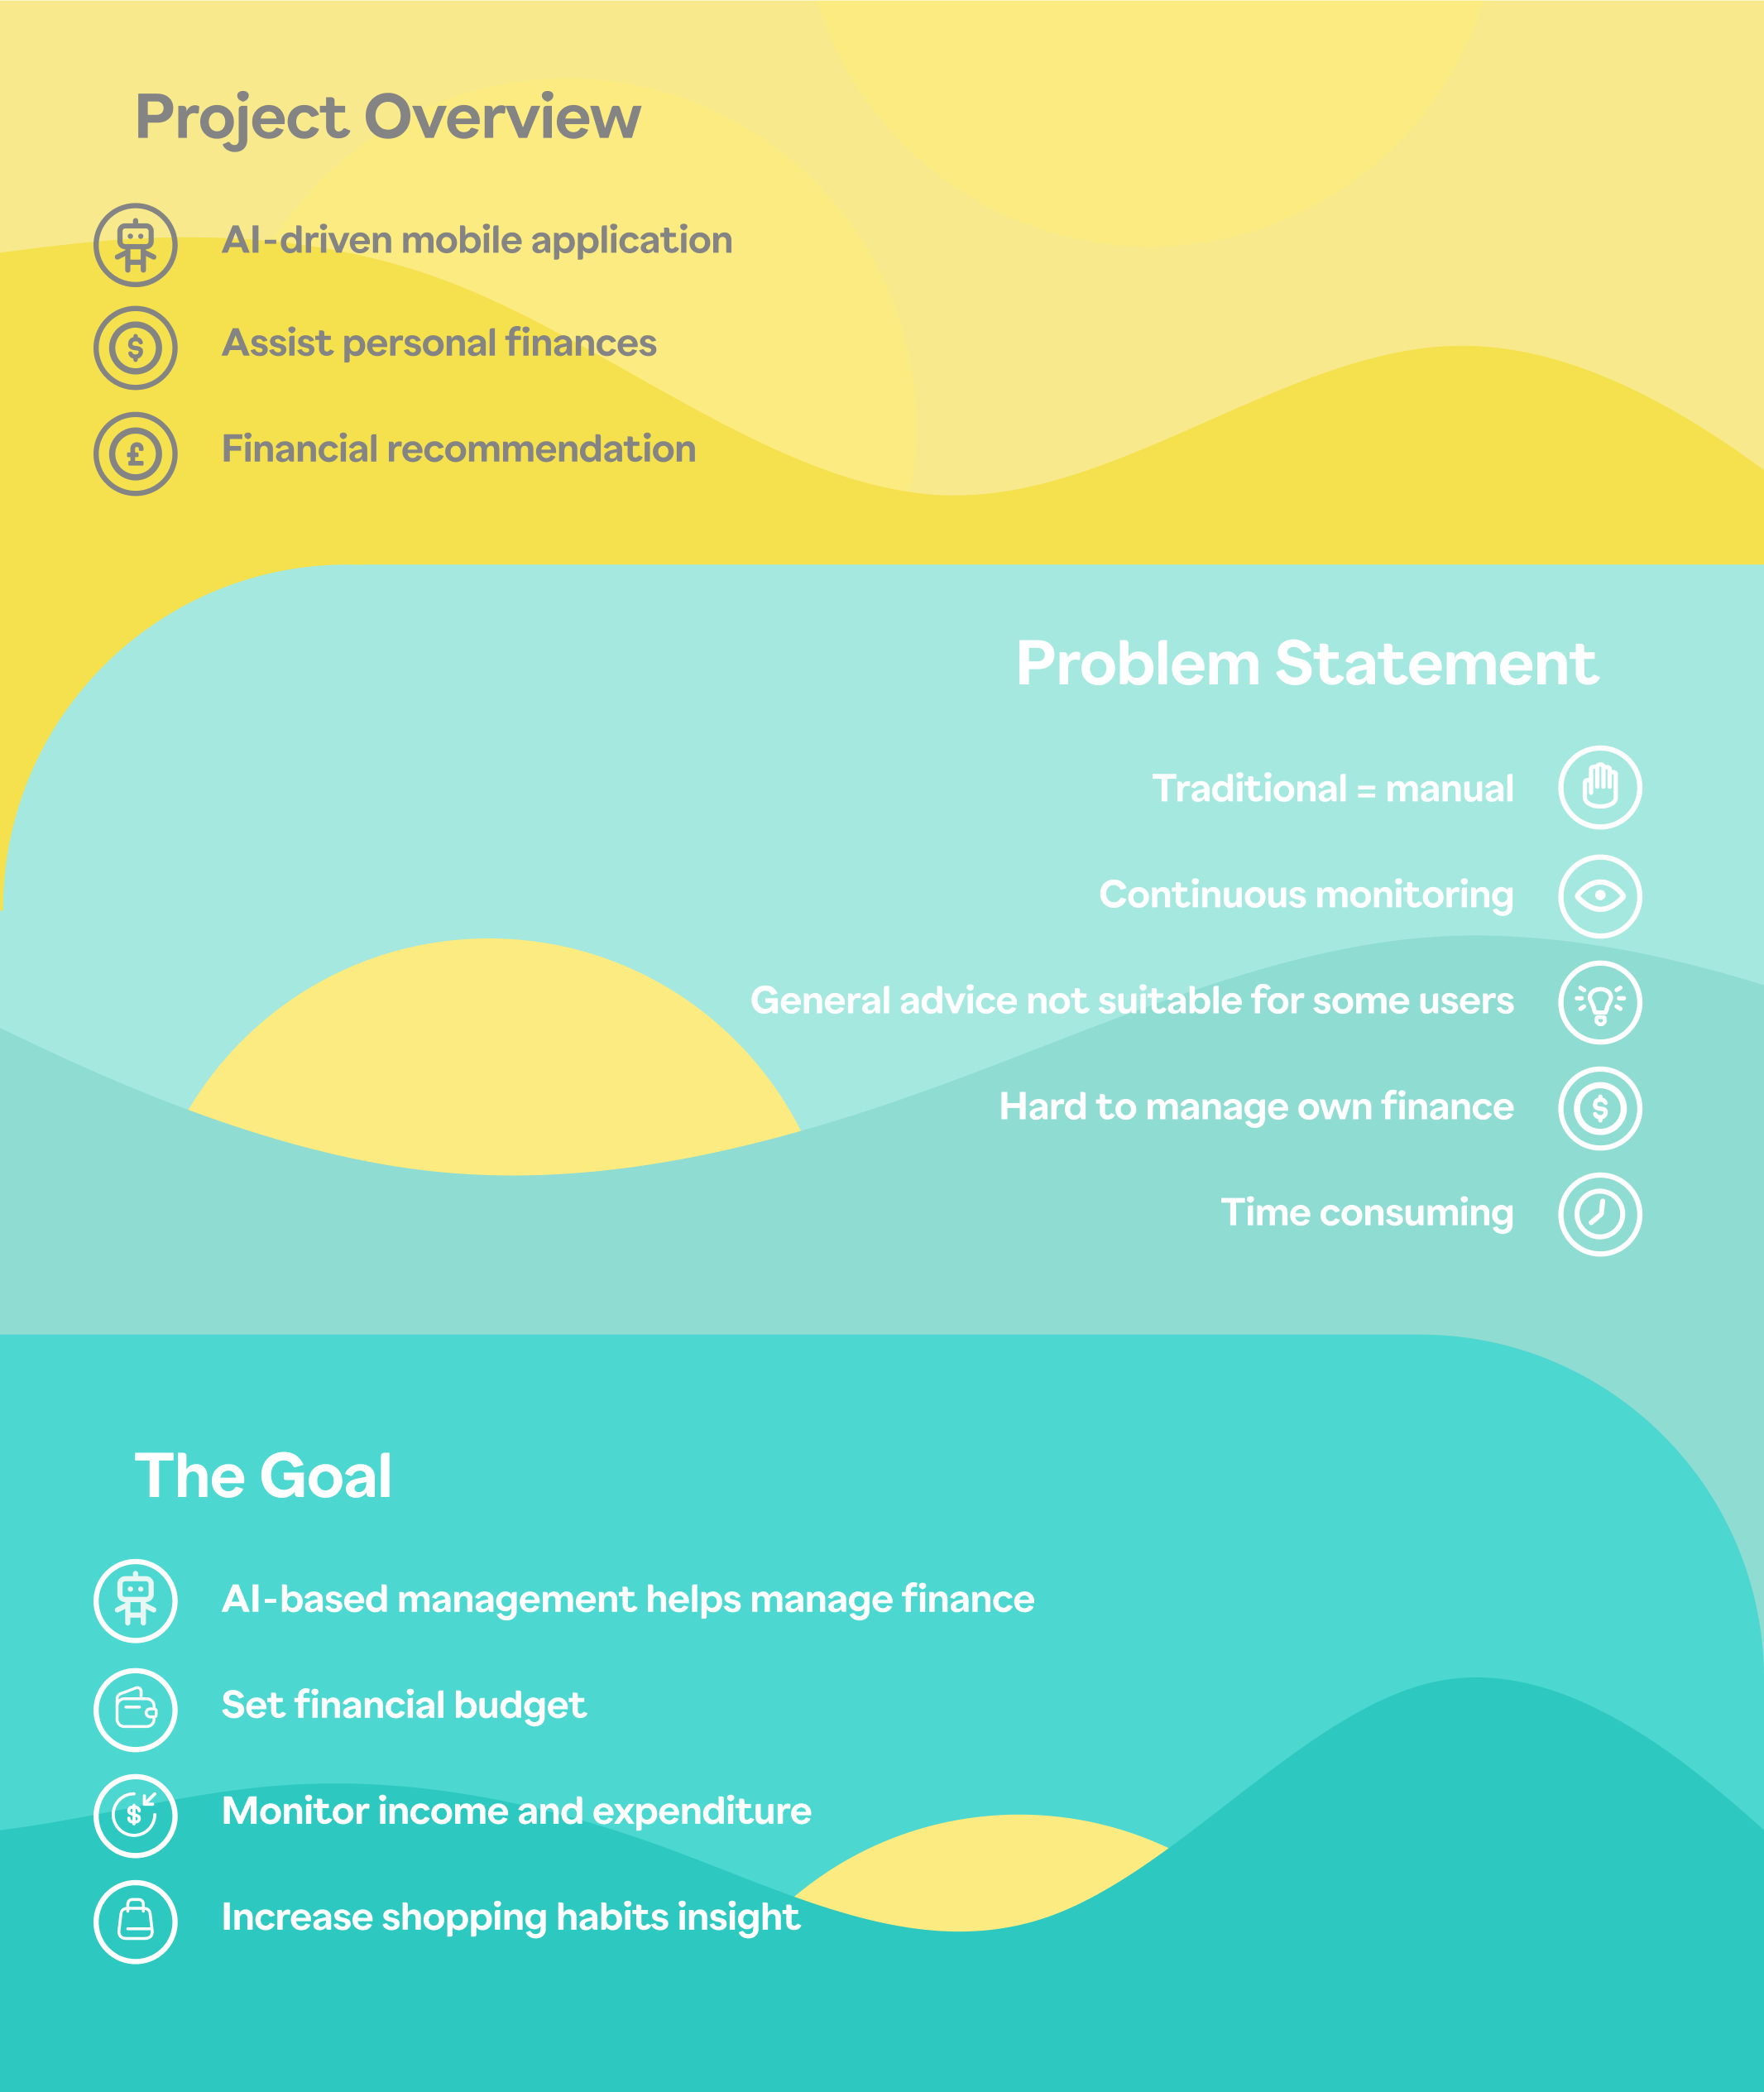 Project Overview
AI-driven mobile application
$
Assist personal finances
£
Financial recommendation
Problem Statement
Traditional = manual
Continuous monitoring
General advice not suitable for some users
Hard to manage own finance
$
Time consuming
The Goal
AI-based management helps manage finance
Set financial budget
$
Monitor income and expenditure
Increase shopping habits insight